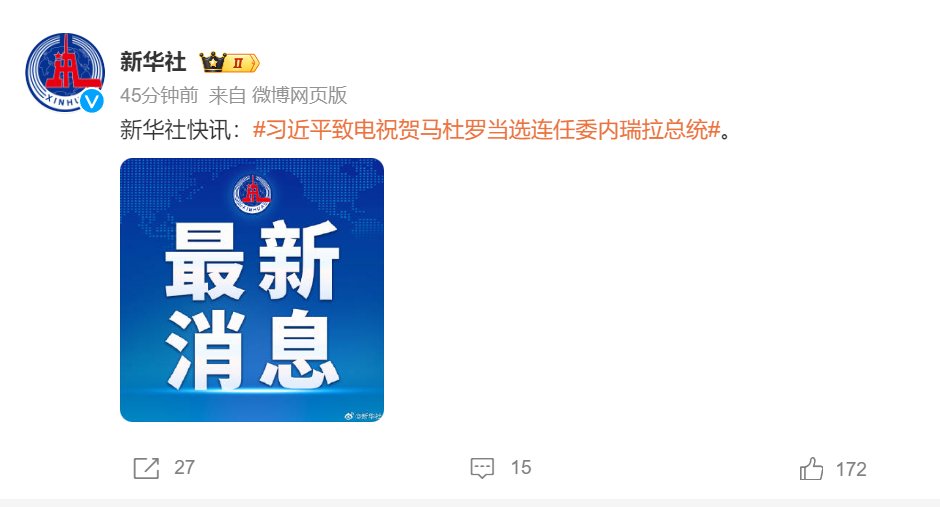 新华社 II
45分钟前 来自 微博网页版
新华社快讯：#习近平致电祝贺马杜罗当选连任委内瑞拉总统#。
最新
消息
@新华社
27 15 172